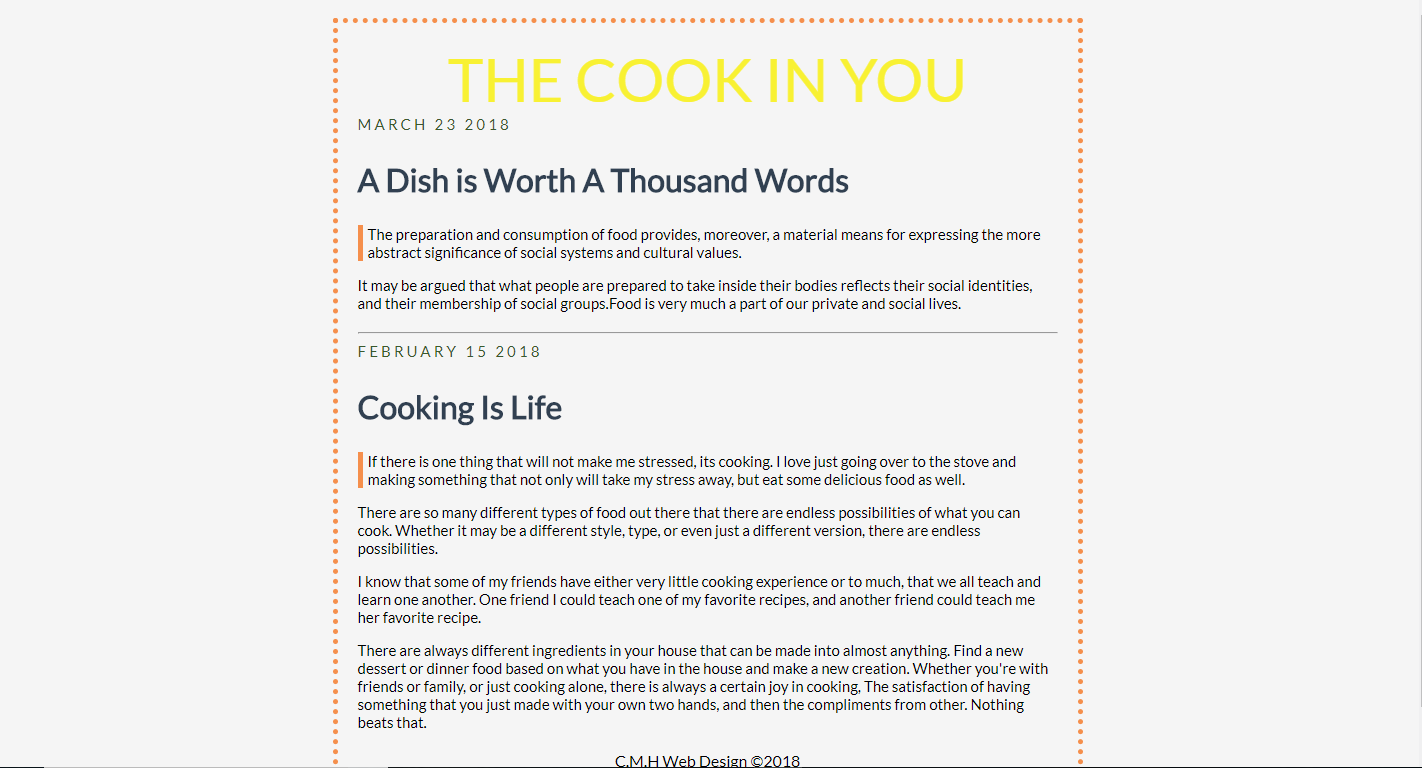 THE COOK IN YOU
MARCH 23 2018
A Dish is Worth A Thousand Words
The preparation and consumption of food provides, moreover, a material means for expressing the more
abstract significance of social systems and cultural values.
It may be argued that what people are prepared to take inside their bodies reflects their social identities,
and their membership of social groups.Food is very much a part of our private and social lives.
FEBRUARY 15 2018
Cooking Is Life
If there is one thing that will not make me stressed, its cooking. I love just going over to the stove and
making something that not only will take my stress away, but eat some delicious food as well.
There are so many different types of food out there that there are endless possibilities of what you can
cook. Whether it may be a different style, type, or even just a different version, there are endless
possibilities.
I know that some of my friends have either very little cooking experience or to much, that we all teach and
learn one another. One friend I could teach one of my favorite recipes, and another friend could teach me
her favorite recipe.
There are always different ingredients in your house that can be made into almost anything. Find a new
dessert or dinner food based on what you have in the house and make a new creation. Whether you're with
friends or family, or just cooking alone, there is always a certain joy in cooking, The satisfaction of having
something that you just made with your own two hands, and then the compliments from other. Nothing
beats that.
C.M.H Web Design ©2018